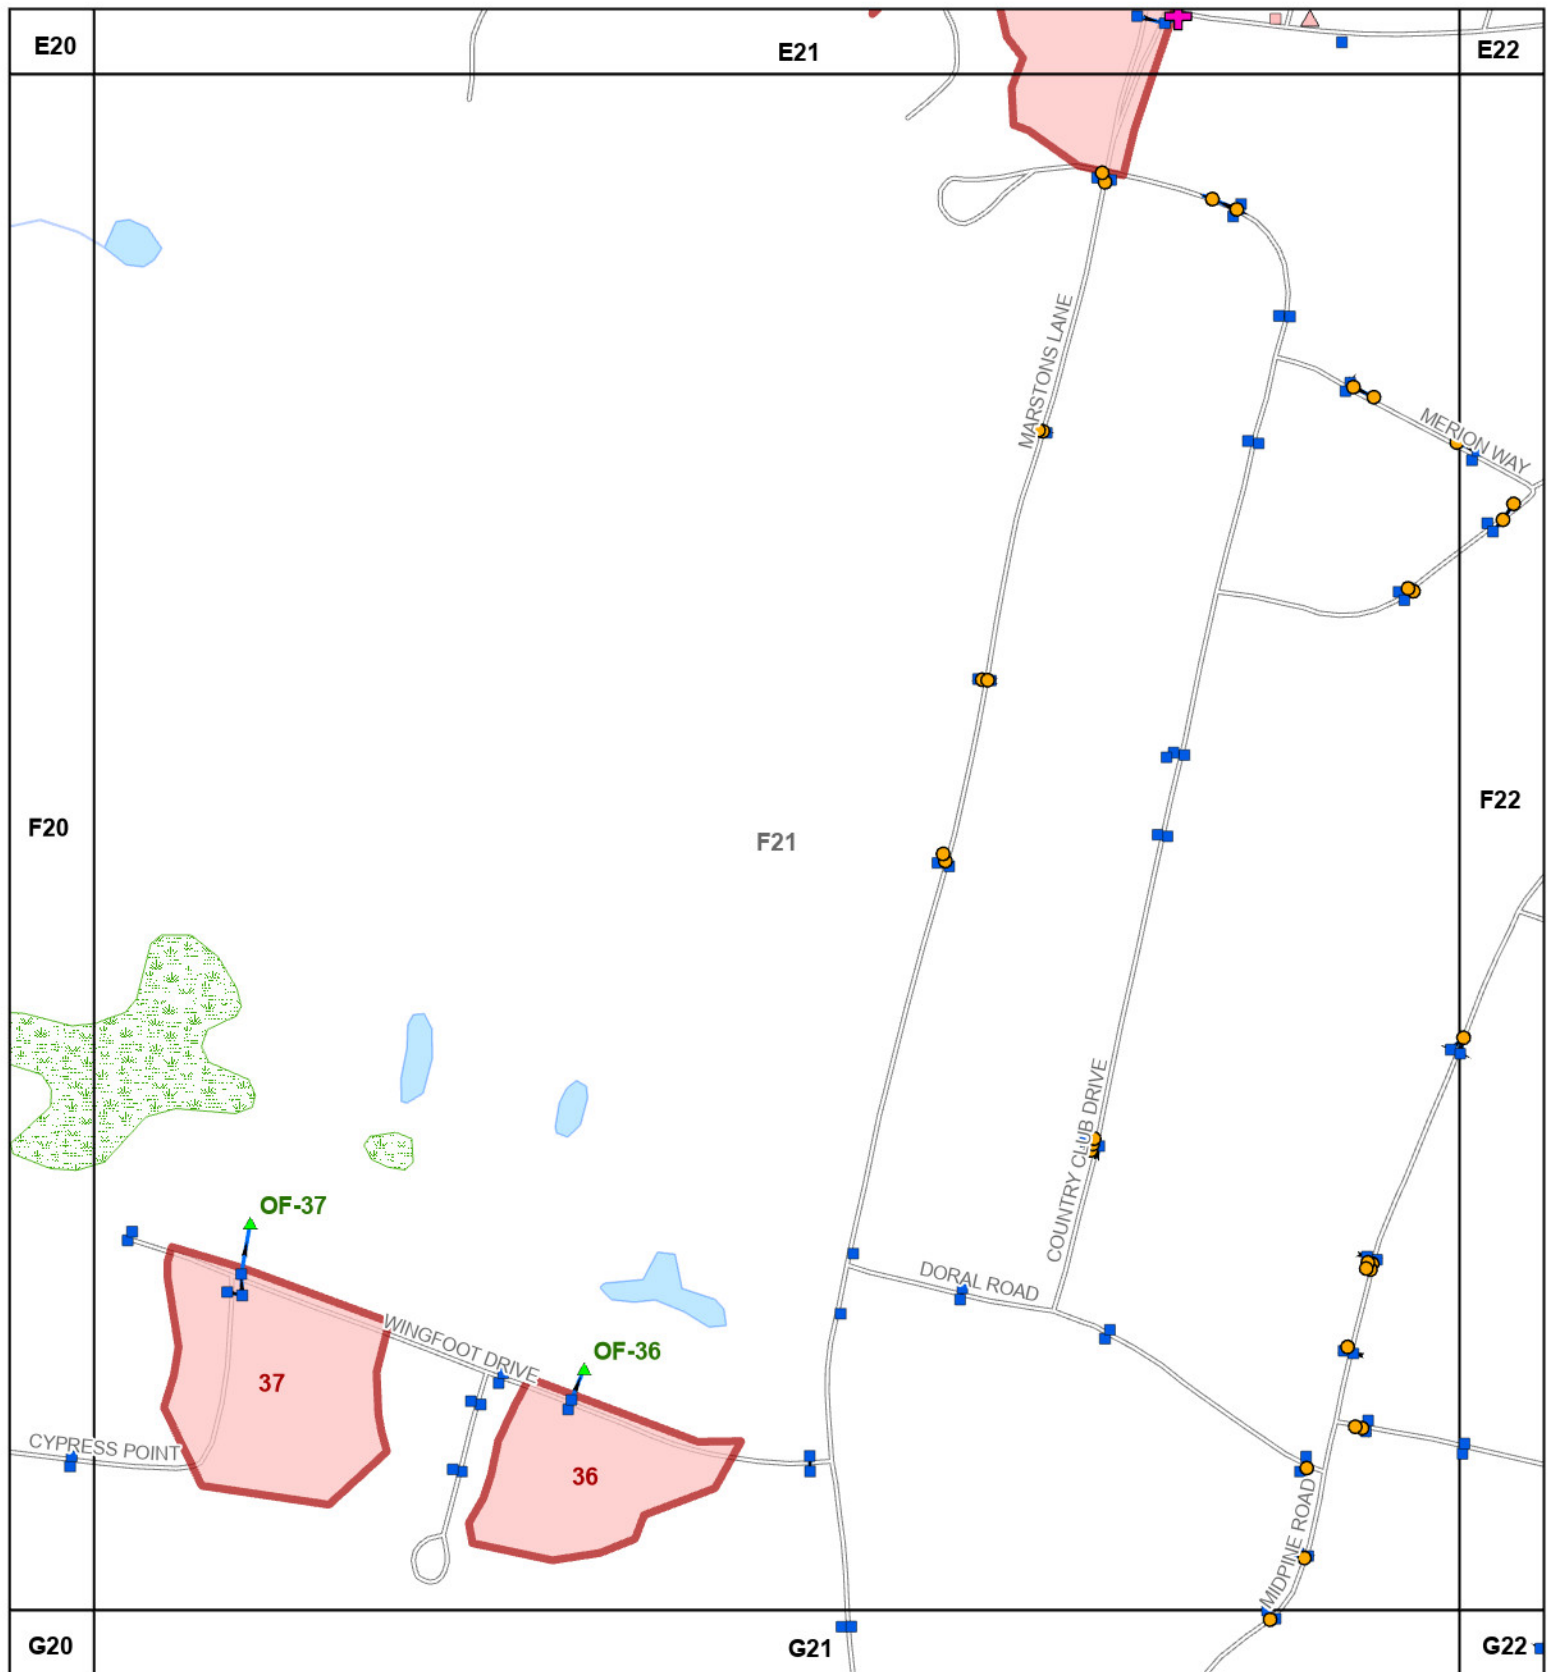 E20
E21
E22
MARSTONS LANE
MERION WAY
F20
F21
F22
COUNTRY CLUB DRIVE
OF-37
DORAL ROAD
WINGFOOT DRIVE
OF-36
37
CYPRESS POINT
36
MIDPINE ROAD
G20
G21
G22